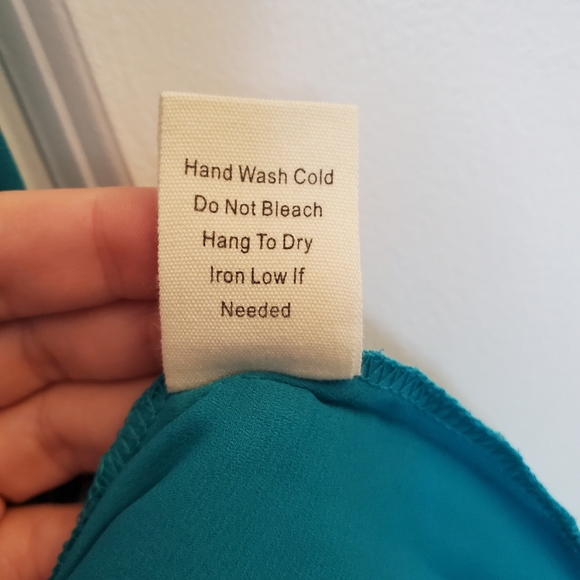 Hand Wash Cold
Do Not Bleach
Hang To Dry
Iron Low If
Needed